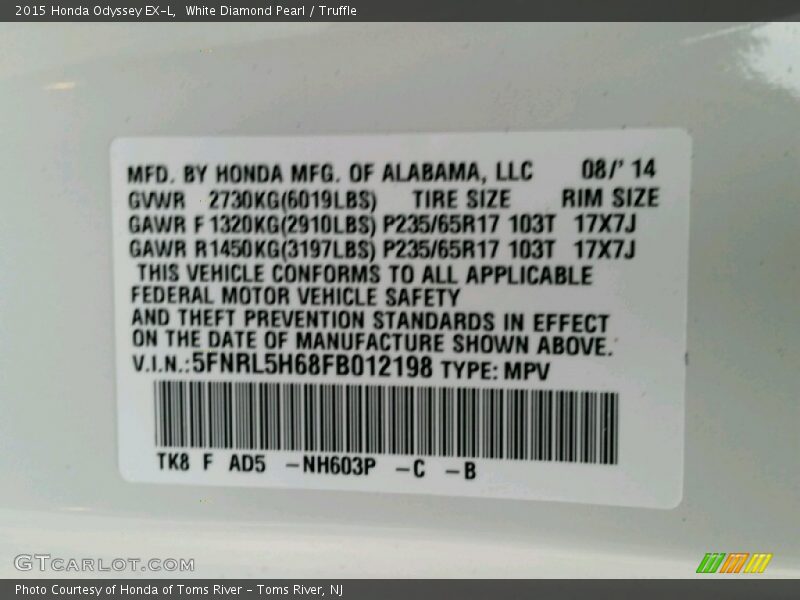 2015 Honda Odyssey EX-L, White Diamond Pearl / Truffle
MFD. BY HONDA MFG. OF ALABAMA, LLC 08/' 14
GVWR 2730KG(6019LBS) TIRE SIZE RIM SIZE
GAWR F 1320KG(2910LBS) P235/65R17 103T 17X7J
GAWR R1450KG(3197LBS) P235/65R17 103T 17X7J
THIS VEHICLE CONFORMS TO ALL APPLICABLE
FEDERAL MOTOR VEHICLE SAFETY
AND THEFT PREVENTION STANDARDS IN EFFECT
ON THE DATE OF MANUFACTURE SHOWN ABOVE.
V.I.N.:5FNRL5H68FB012198 TYPE: MPV
TK8 F AD5 -NH603P -C -B
GTCARLOT.COM
Photo Courtesy of Honda of Toms River - Toms River, NJ